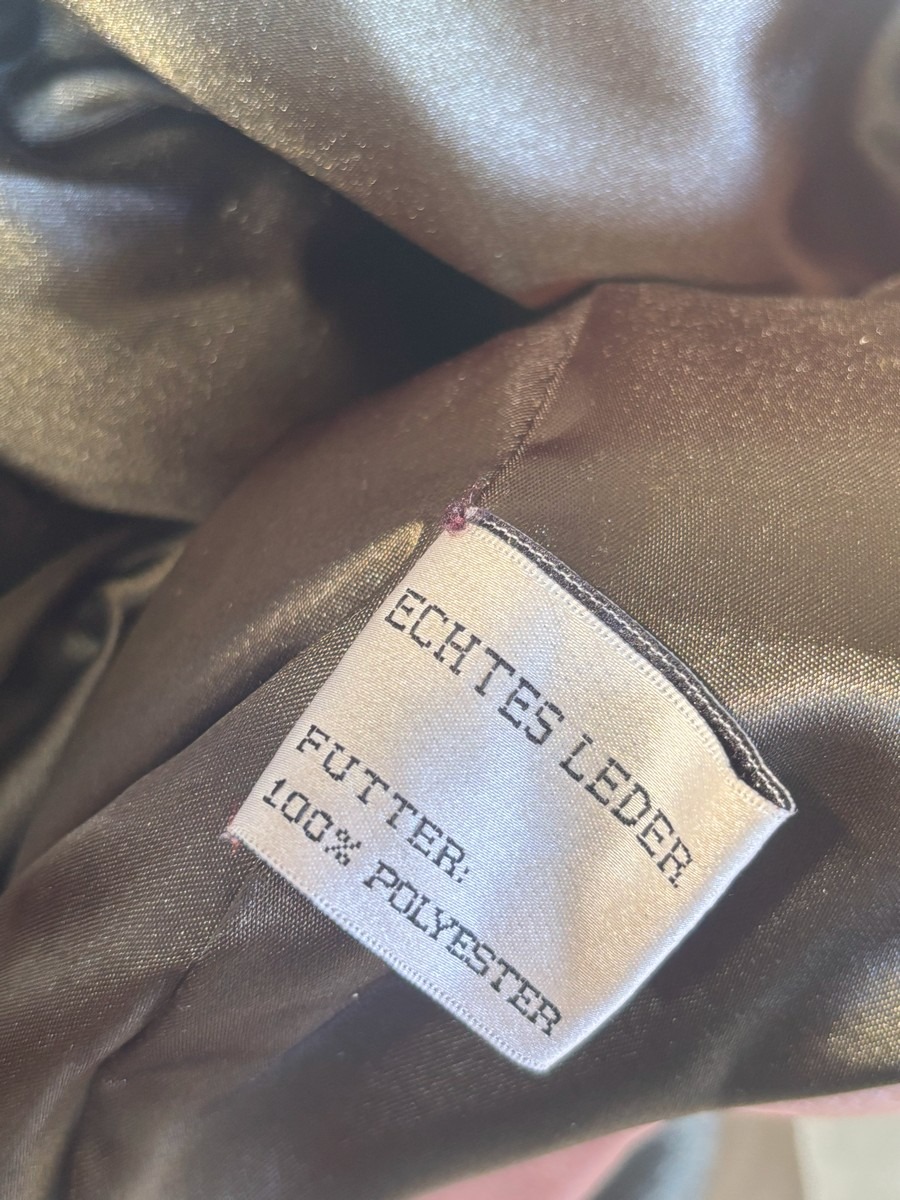 ECHTES LEDER
FUTTER:
100% POLYESTER